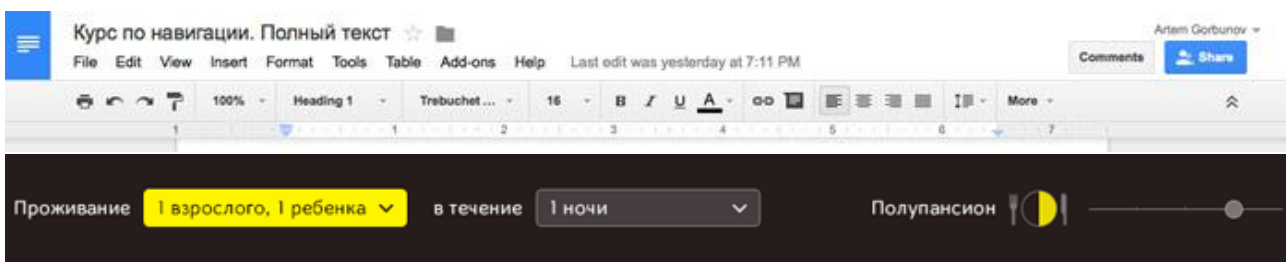 Курс по навигации. Полный текст
Artem Gorbunov
File Edit View Insert Format Tools Table Add-ons Help Last edit was yesterday at 7:11 PM
Comments Share
100% Heading 1 Trebuchet ... 16 B I U A More
1 1 2 3 4 5 6 7
Проживание 1 взрослого, 1 ребенка в течение 1 ночи Полупансион